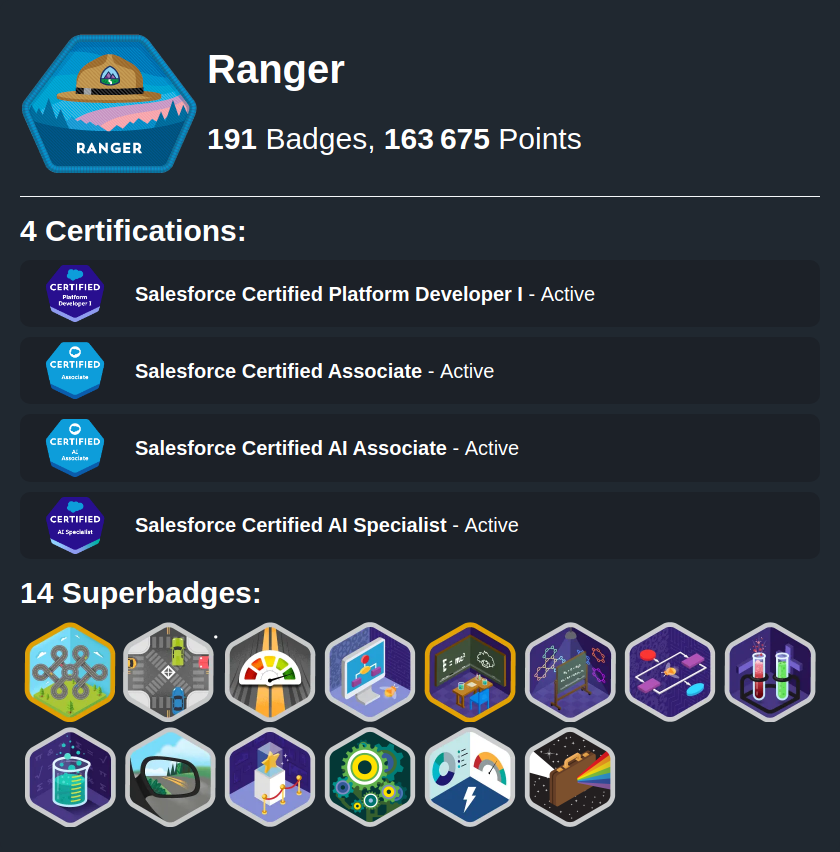 RANGER
Ranger
191 Badges, 163 675 Points
4 Certifications:
CERTIFIED
Platform
Developer I
Salesforce Certified Platform Developer I - Active
CERTIFIED
Associate
Salesforce Certified Associate - Active
CERTIFIED
AI
Associate
Salesforce Certified AI Associate - Active
CERTIFIED
AI Specialist
Salesforce Certified AI Specialist - Active
14 Superbadges:
E=mc²